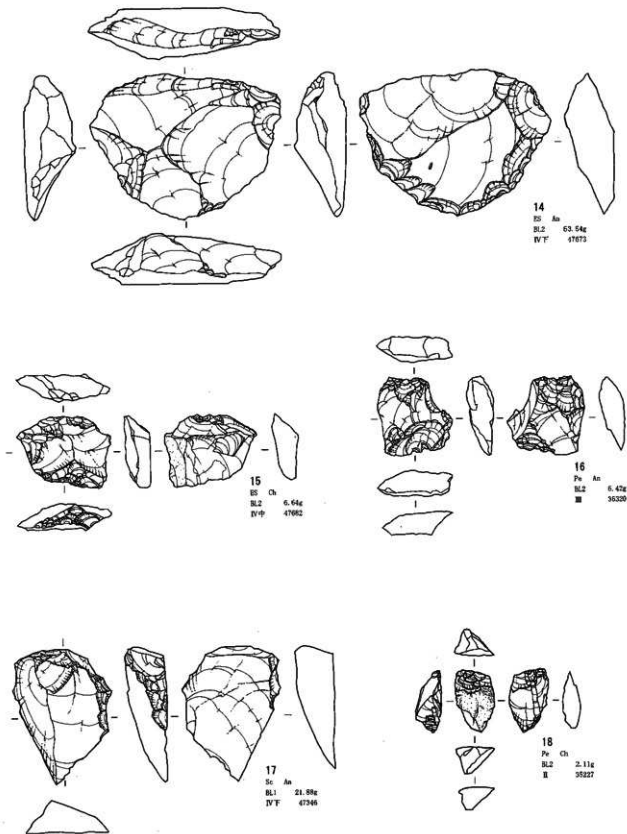 14
ES An
BL2 63.54g
IV下 47673
15
ES Ch
BL2 6.64g
IV中 47682
16
Pe An
BL2 6.42g
III 36320
17
Sc An
BL1 21.88g
IV下 47346
18
Pe Ch
BL2 2.11g
II 35227